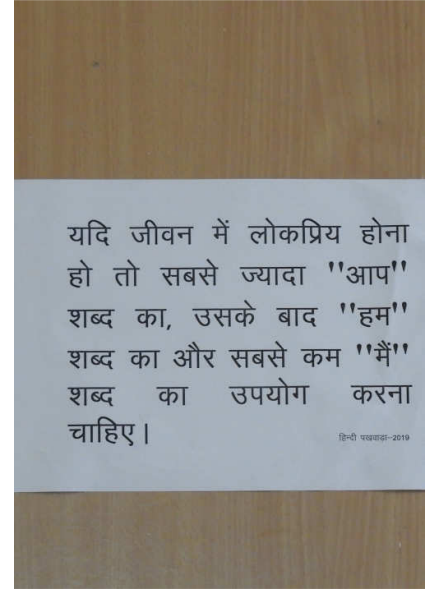 यदि जीवन में लोकप्रिय होना
हो तो सबसे ज्यादा ''आप''
शब्द का, उसके बाद ''हम''
शब्द का और सबसे कम ''मैं''
शब्द का उपयोग करना
चाहिए।
हिन्दी पखवाड़ा–2019